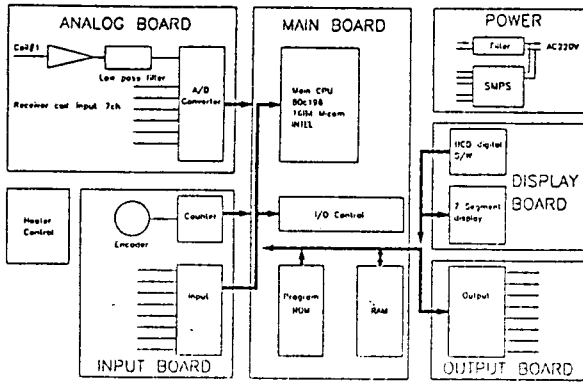 ANALOG BOARD
Coil#1
Low pass filter
A/D
Converter
Receiver coil input 7ch
MAIN BOARD
Main CPU
80c196
INTEL
I/O Control
Program
ROM
RAM
POWER
Filter
AC220V
SMPS
BCD digital
S/W
7 Segment
display
DISPLAY
BOARD
Heater
Control
Encoder
Counter
Input
INPUT BOARD
Output
OUTPUT BOARD